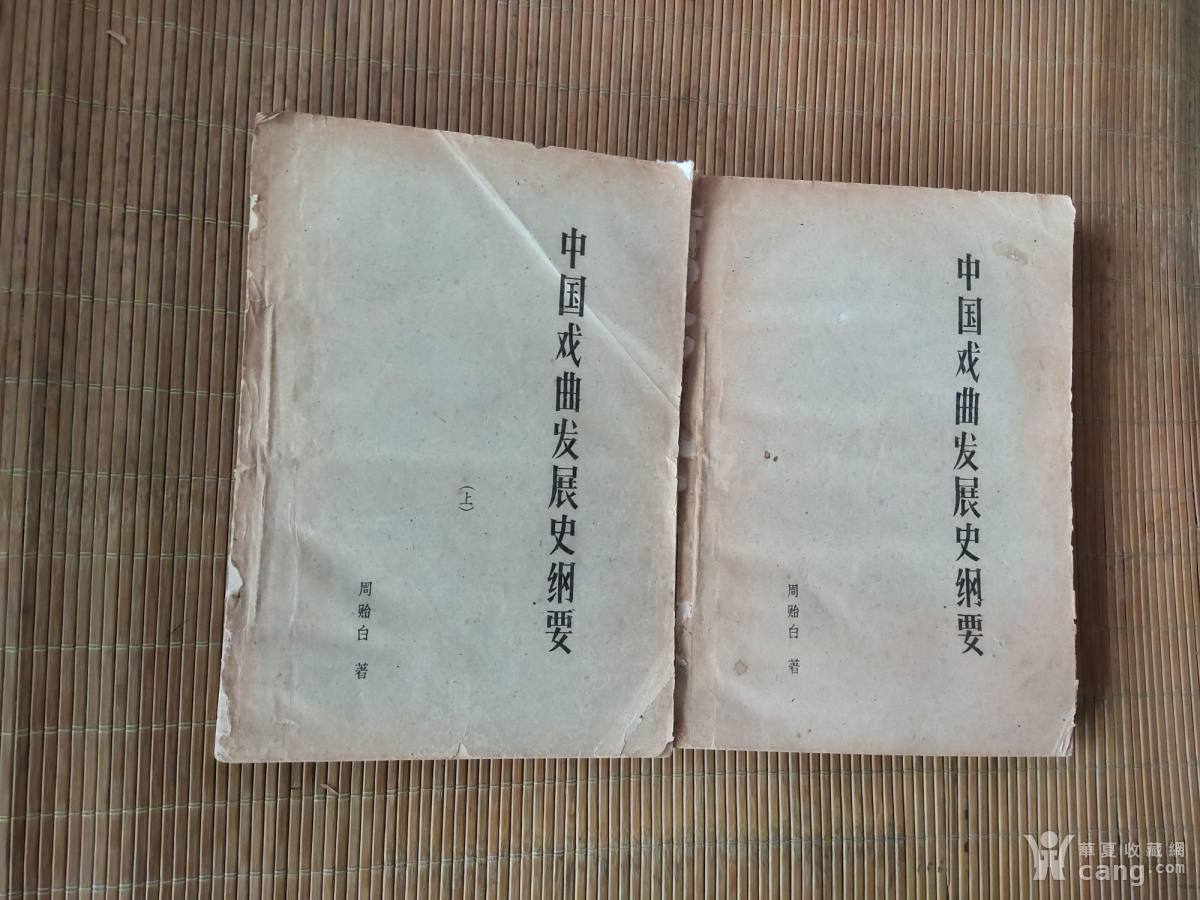 中国戏曲发展史纲要
（上）
周贻白 著
中国戏曲发展史纲要
周贻白 著
華夏收藏網
cang.com